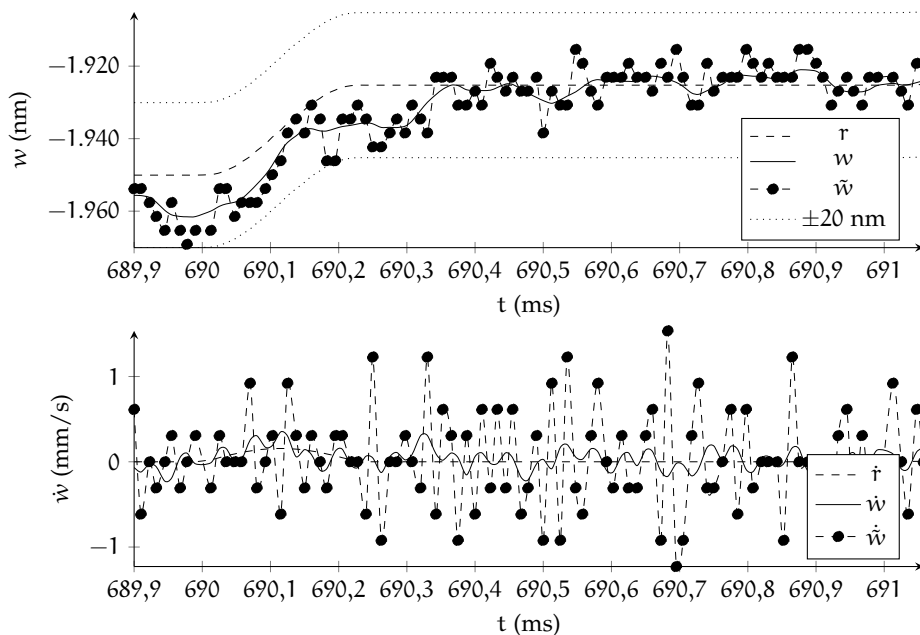 −1.920
−1.940
−1.960
w (nm)
r
w
w̃
±20 nm
689,9 690 690,1 690,2 690,3 690,4 690,5 690,6 690,7 690,8 690,9 691
t (ms)
1
0
−1
ẇ (mm/s)
ṙ
ẇ
w̃̇
689,9 690 690,1 690,2 690,3 690,4 690,5 690,6 690,7 690,8 690,9 691
t (ms)